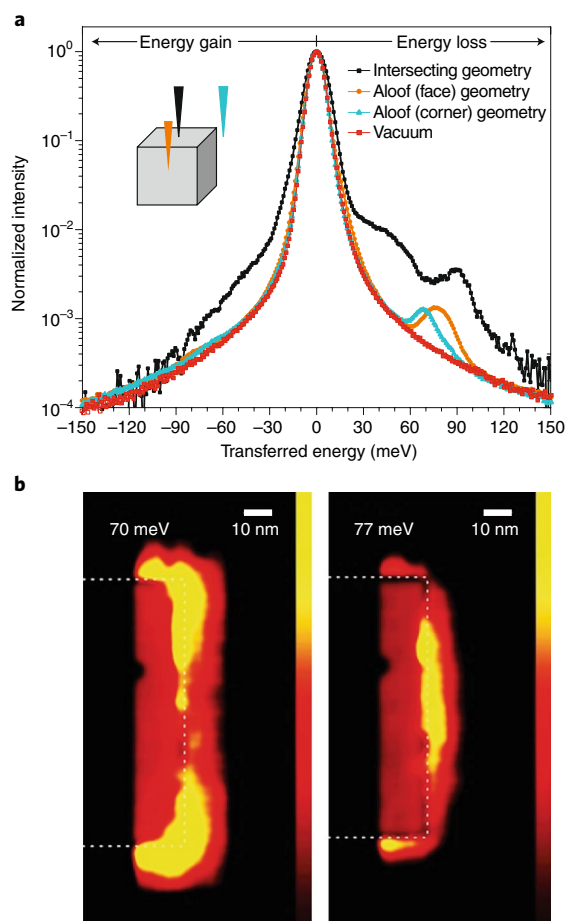 a
Energy gain
Energy loss
Intersecting geometry
Aloof (face) geometry
Aloof (corner) geometry
Vacuum
Normalized intensity
10⁰
10⁻¹
10⁻²
10⁻³
10⁻⁴
−150 −120 −90 −60 −30 0 30 60 90 120 150
Transferred energy (meV)
b
70 meV
10 nm
77 meV
10 nm